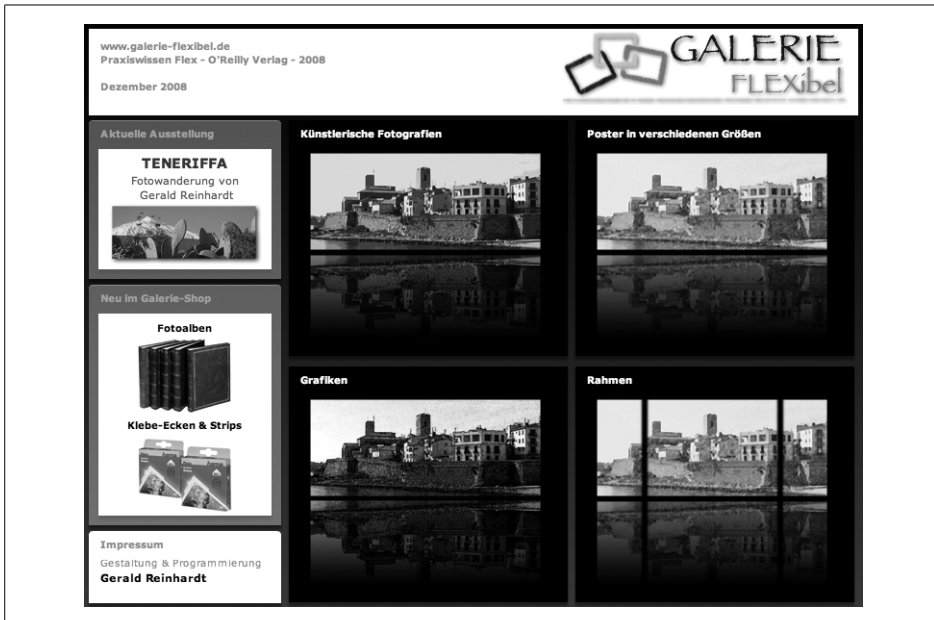 www.galerie-flexibel.de
Praxiswissen Flex - O'Reilly Verlag - 2008
Dezember 2008
GALERIE
FLEXibel
Aktuelle Ausstellung
TENERIFFA
Fotowanderung von
Gerald Reinhardt
Neu im Galerie-Shop
Fotoalben
Klebe-Ecken & Strips
Impressum
Gestaltung & Programmierung
Gerald Reinhardt
Künstlerische Fotografien
Poster in verschiedenen Größen
Grafiken
Rahmen